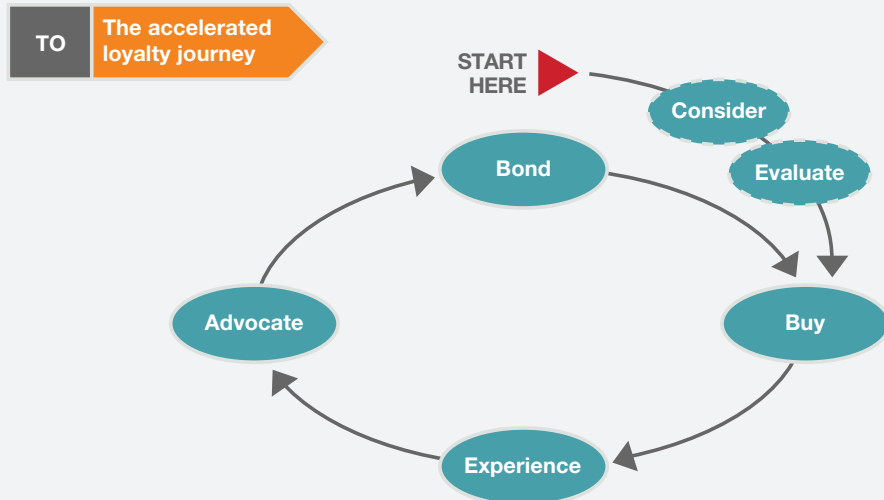 TO
The accelerated
loyalty journey
START
HERE
Consider
Evaluate
Bond
Buy
Experience
Advocate